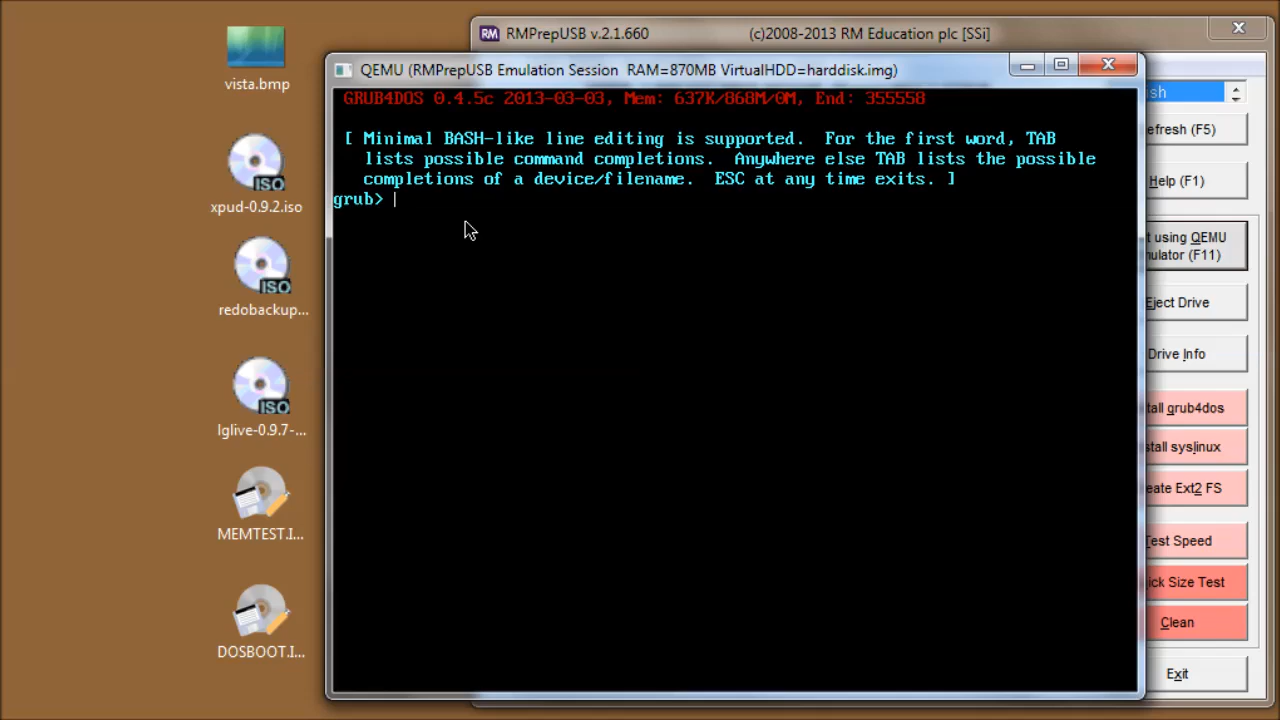 vista.bmp
xpud-0.9.2.iso
redobackup...
lglive-0.9.7-...
MEMTEST.I...
DOSBOOT.I...
ISO
ISO
ISO
RM RMPrepUSB v.2.1.660 (c)2008-2013 RM Education plc [SSi]
QEMU (RMPrepUSB Emulation Session RAM=870MB VirtualHDD=harddisk.img)
GRUB4DOS 0.4.5c 2013-03-03, Mem: 637K/868M/0M, End: 355558
[ Minimal BASH-like line editing is supported. For the first word, TAB
lists possible command completions. Anywhere else TAB lists the possible
completions of a device/filename. ESC at any time exits. ]
grub>
sh
efresh (F5)
Help (F1)
t using QEMU
ulator (F11)
Eject Drive
Drive Info
tall grub4dos
stall syslinux
eate Ext2 FS
Test Speed
ick Size Test
Clean
Exit